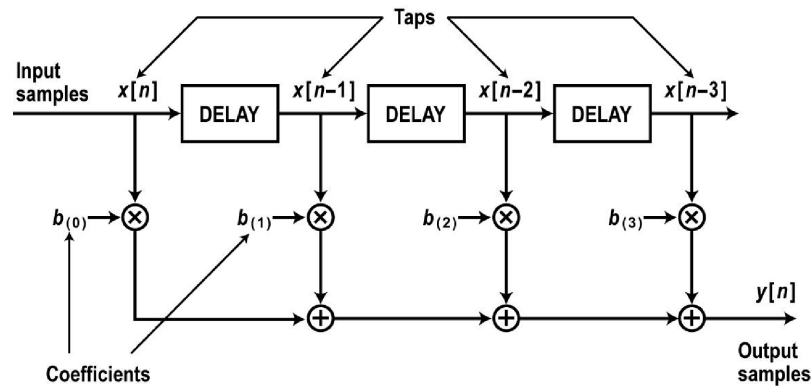 Taps
Input
samples
x[n]
x[n–1]
x[n–2]
x[n–3]
DELAY
DELAY
DELAY
b(0)
b(1)
b(2)
b(3)
y[n]
Coefficients
Output
samples